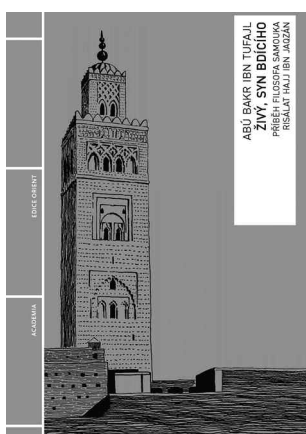 ABÚ BAKR IBN TUFAJL
ŽIVÝ, SYN BDÍCÍHO
PŘÍBĚH FILOSOFA SAMOUKA
RISÁLAT HAJJ IBN JAQZÁN
EDICE ORIENT
ACADEMIA